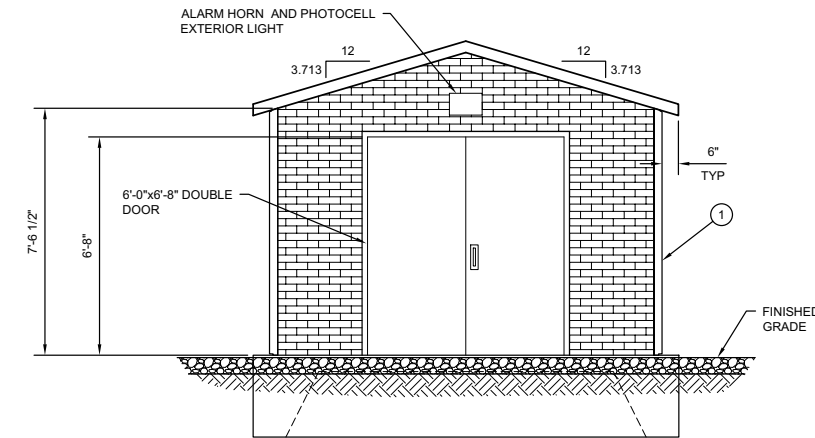 ALARM HORN AND PHOTOCELL
EXTERIOR LIGHT
12
3.713
12
3.713
6"
TYP
6'-0"x6'-8" DOUBLE
DOOR
7'-6 1/2"
6'-8"
1
FINISHED
GRADE